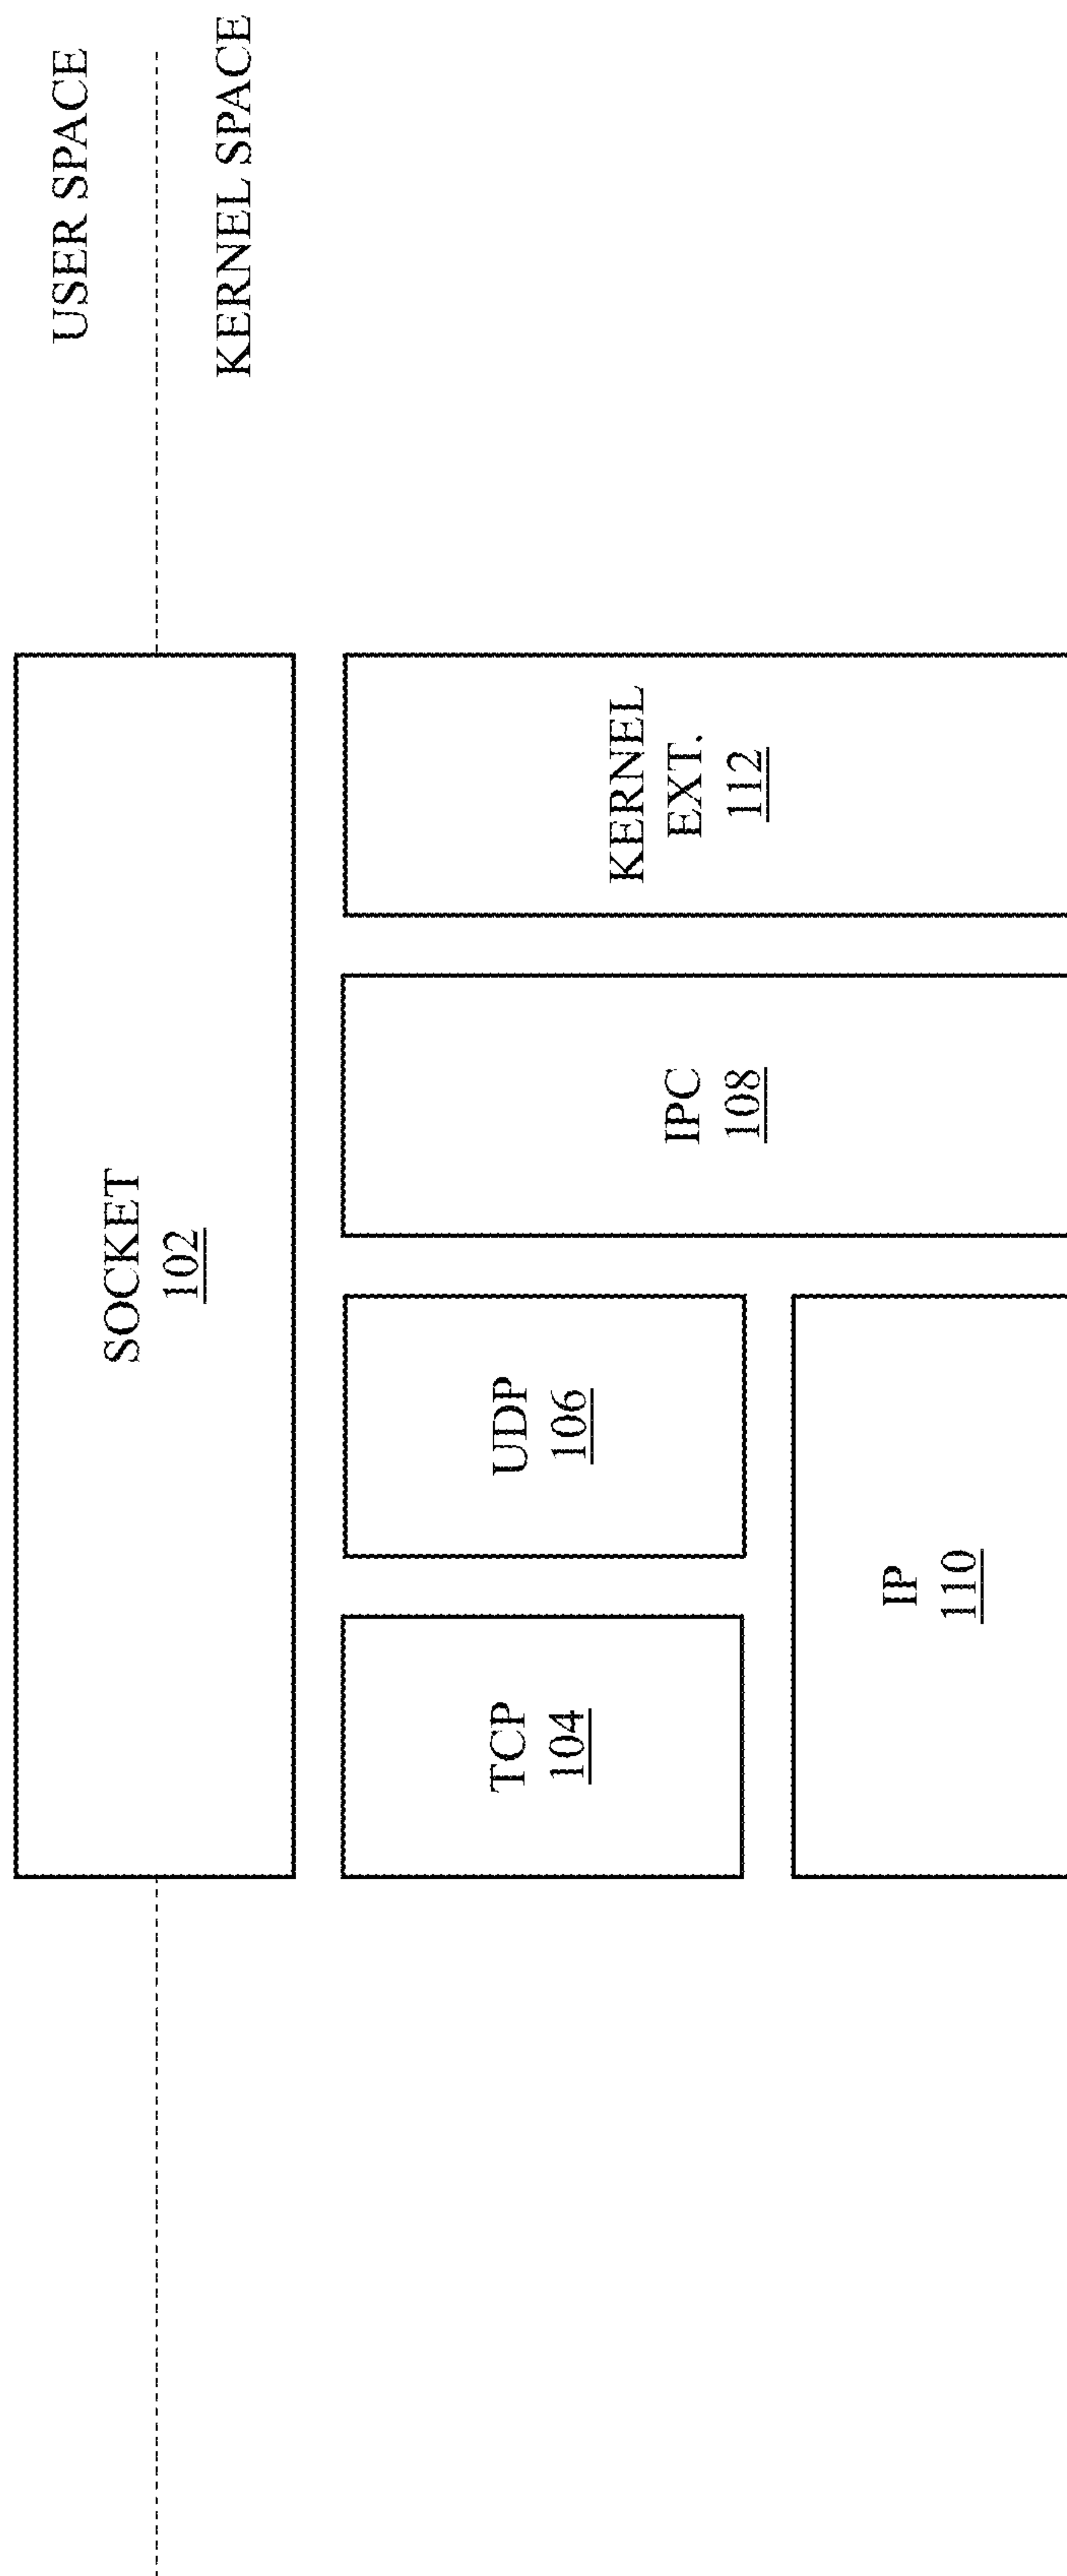 USER SPACE
KERNEL SPACE
SOCKET
102
TCP
104
UDP
106
IPC
108
KERNEL
EXT.
112
IP
110